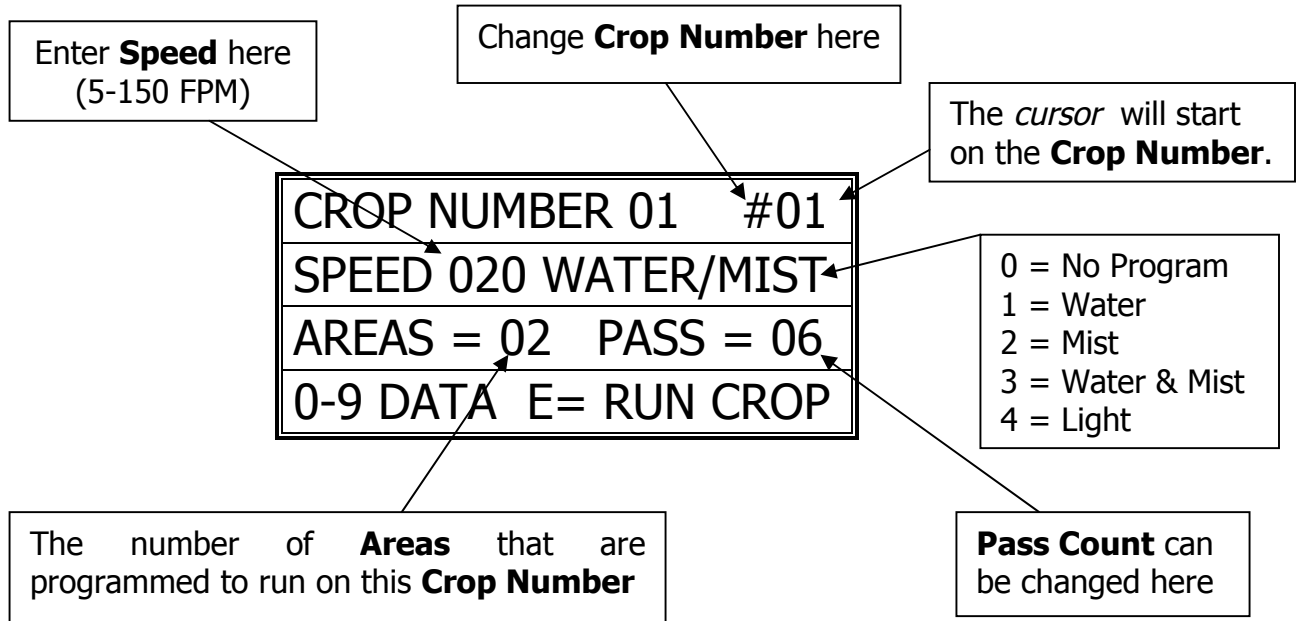 Enter Speed here
(5-150 FPM)
Change Crop Number here
The cursor will start
on the Crop Number.
CROP NUMBER 01 #01
SPEED 020 WATER/MIST
AREAS = 02 PASS = 06
0-9 DATA E= RUN CROP
0 = No Program
1 = Water
2 = Mist
3 = Water & Mist
4 = Light
The number of Areas that are
programmed to run on this Crop Number
Pass Count can
be changed here